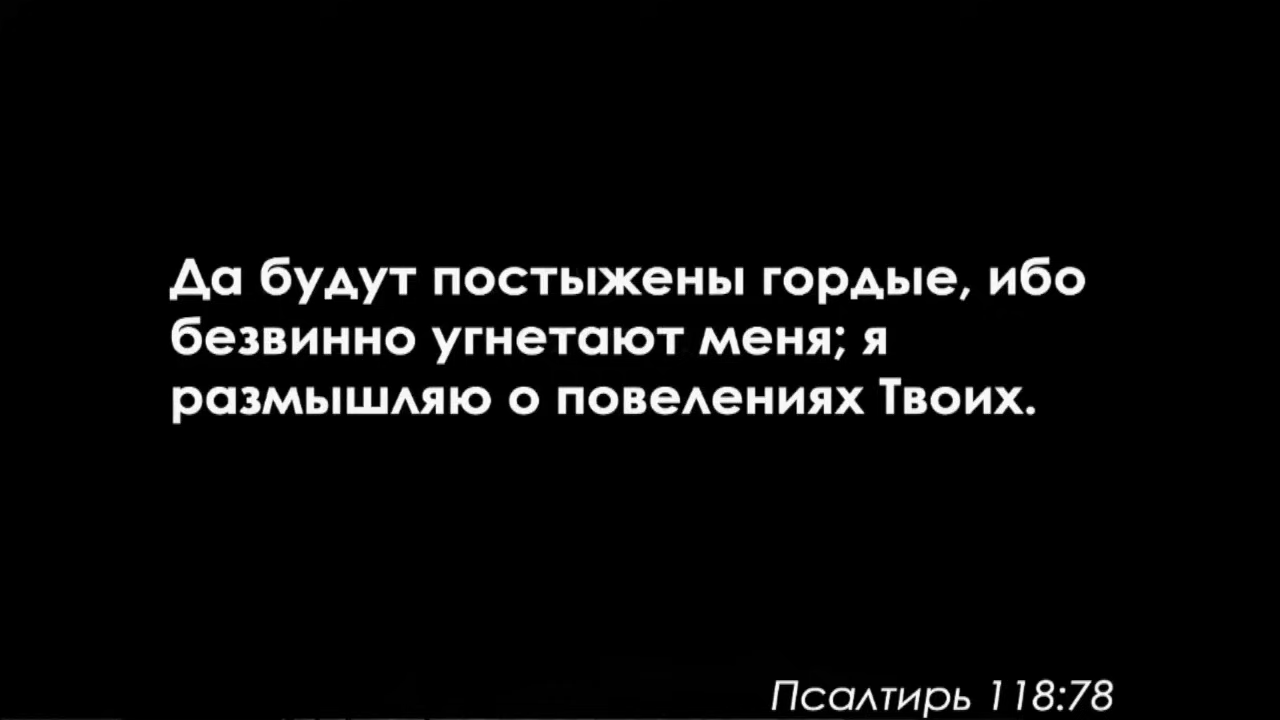 Да будут постыжены гордые, ибо
безвинно угнетают меня; я
размышляю о повелениях Твоих.
Псалтирь 118:78